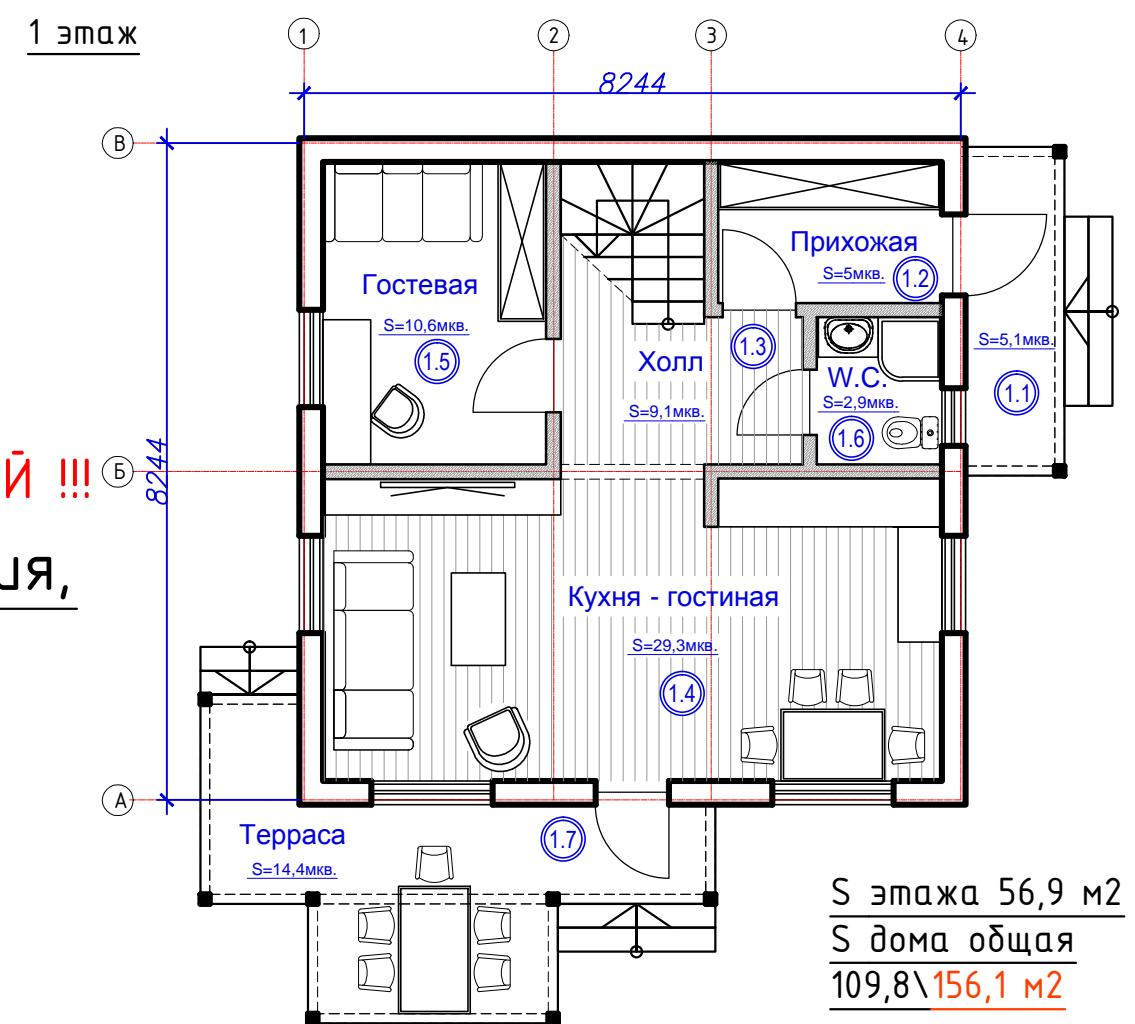 1 этаж
1
2
3
4
8244
В
Прихожая
S=5мкв.
1.2
Гостевая
S=10,6мкв.
1.5
Холл
1.3
S=9,1мкв.
W.C.
S=2,9мкв.
1.6
S=5,1мкв.
1.1
8244
Й !!!
Б
ия,
Кухня - гостиная
S=29,3мкв.
1.4
А
Терраса
S=14,4мкв.
1.7
S этажа 56,9 м2
S дома общая
109,8\156,1 м2